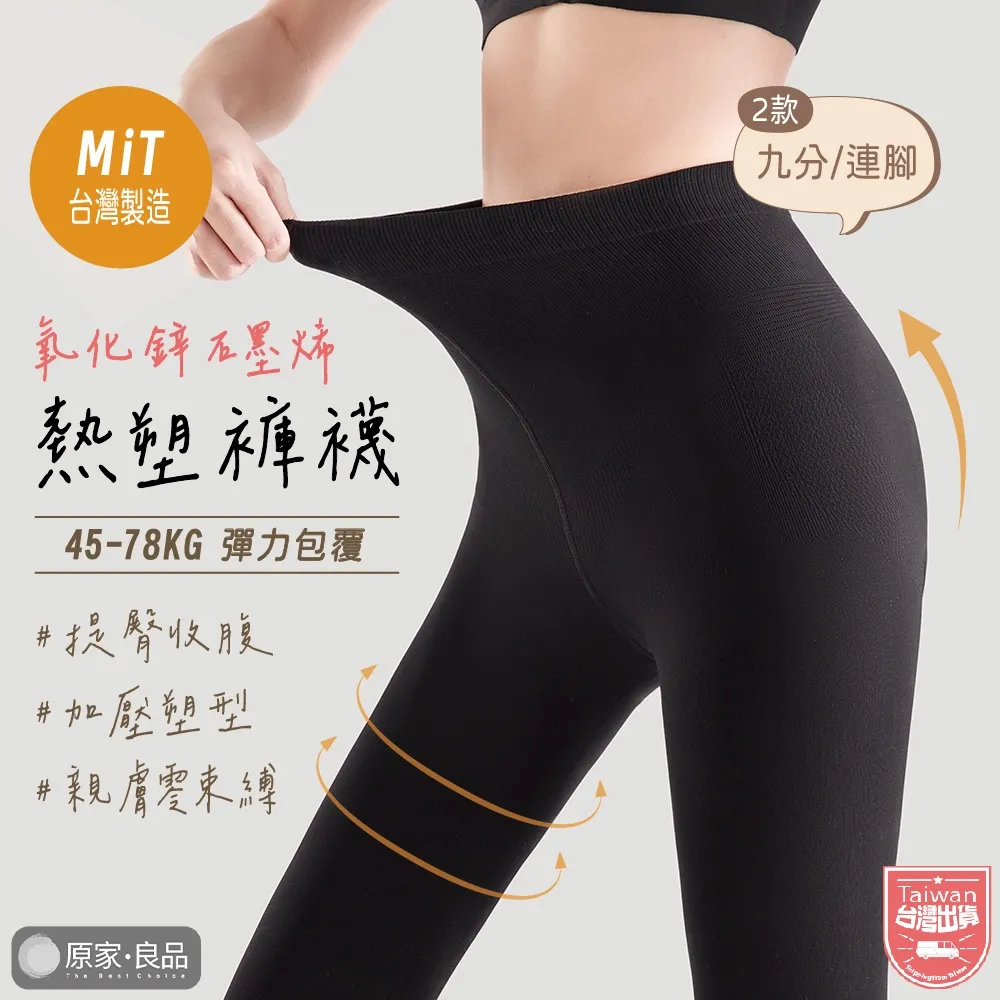 MiT
台灣製造
2款
九分/連腳
氧化鋅石墨烯
熱塑褲襪
45-78KG 彈力包覆
#提臀收腹
#加壓塑型
#親膚零束縛
原家·良品
The Best Choice
Taiwan
台灣出貨